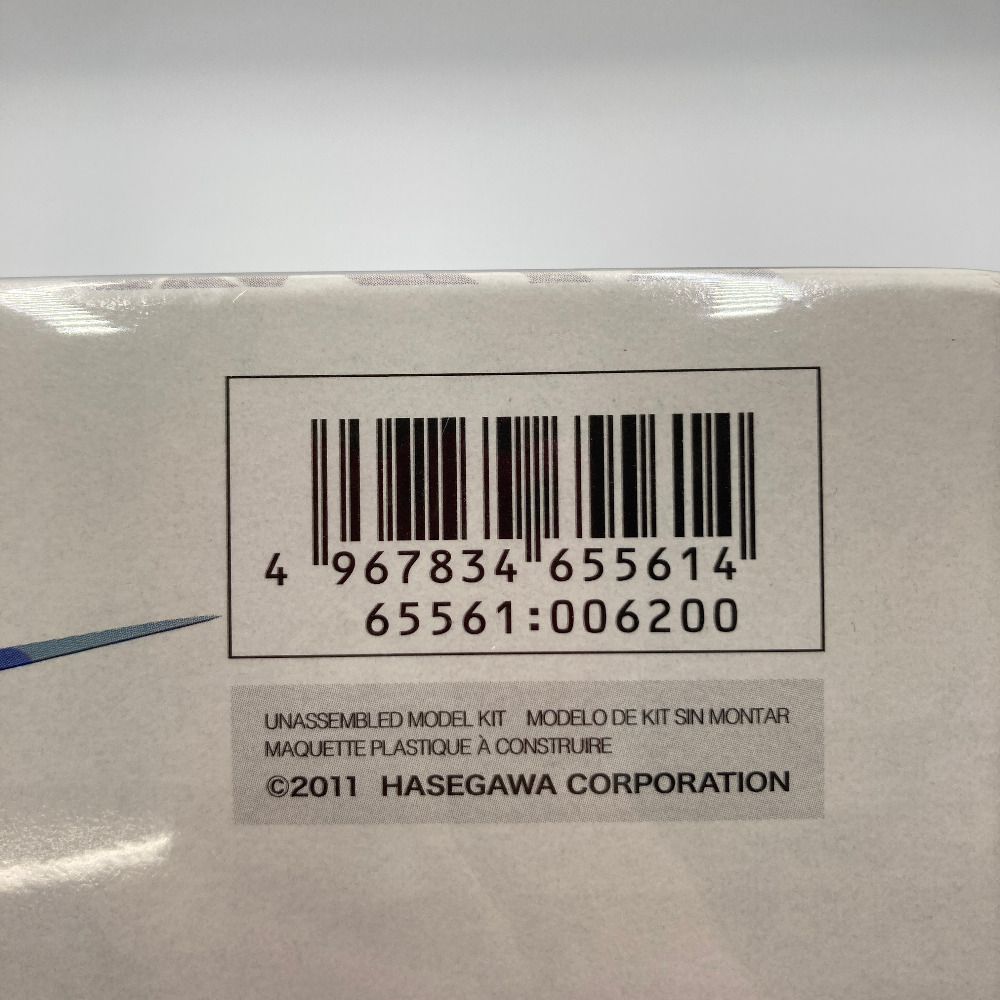 4 967834 655614
65561:006200
UNASSEMBLED MODEL KIT MODELO DE KIT SIN MONTAR
MAQUETTE PLASTIQUE À CONSTRUIRE
©2011 HASEGAWA CORPORATION